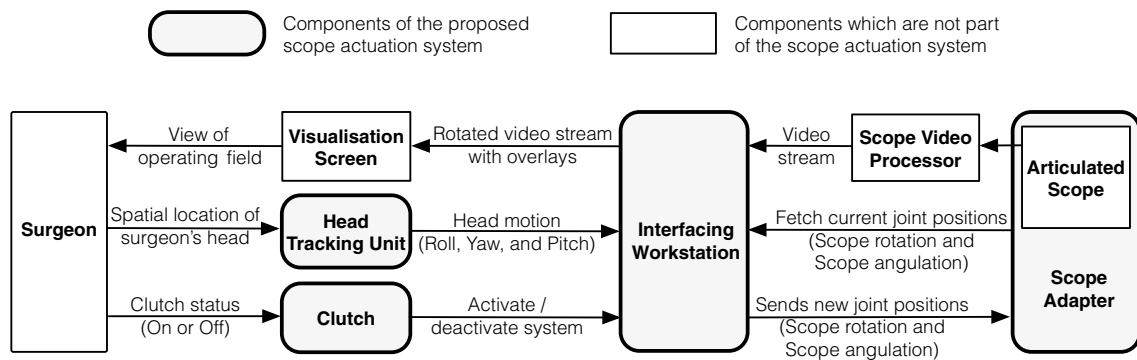 Components of the proposed
scope actuation system
Components which are not part
of the scope actuation system
Surgeon
View of
operating field
Visualisation
Screen
Rotated video stream
with overlays
Interfacing
Workstation
Video
stream
Scope Video
Processor
Articulated
Scope
Spatial location of
surgeon's head
Head
Tracking Unit
Head motion
(Roll, Yaw, and Pitch)
Fetch current joint positions
(Scope rotation and
Scope angulation)
Scope
Adapter
Clutch status
(On or Off)
Clutch
Activate /
deactivate system
Sends new joint positions
(Scope rotation and
Scope angulation)